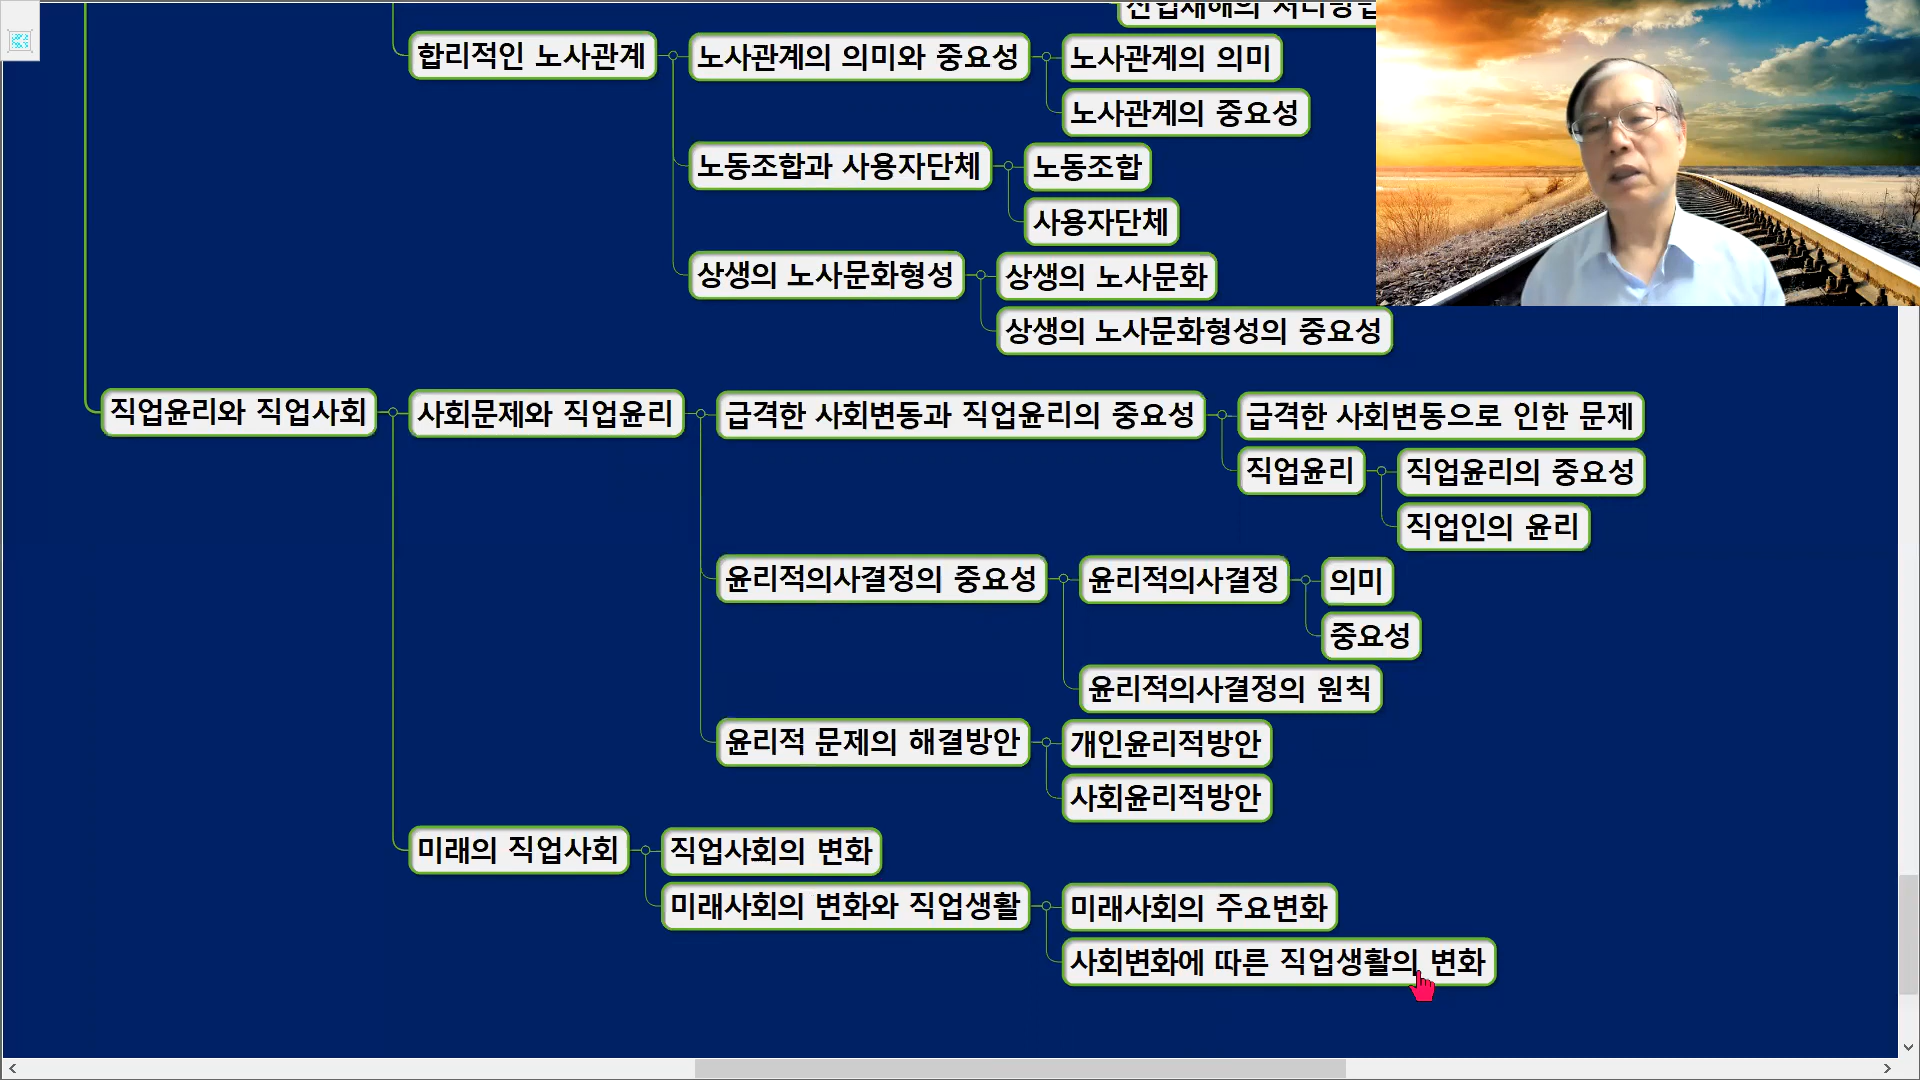 합리적인 노사관계
노사관계의 의미와 중요성
노사관계의 의미
노사관계의 중요성
노동조합과 사용자단체
노동조합
사용자단체
상생의 노사문화형성
상생의 노사문화
상생의 노사문화형성의 중요성
직업윤리와 직업사회
사회문제와 직업윤리
급격한 사회변동과 직업윤리의 중요성
급격한 사회변동으로 인한 문제
직업윤리
직업윤리의 중요성
직업인의 윤리
윤리적의사결정의 중요성
윤리적의사결정
의미
중요성
윤리적의사결정의 원칙
윤리적 문제의 해결방안
개인윤리적방안
사회윤리적방안
미래의 직업사회
직업사회의 변화
미래사회의 변화와 직업생활
미래사회의 주요변화
사회변화에 따른 직업생활의 변화